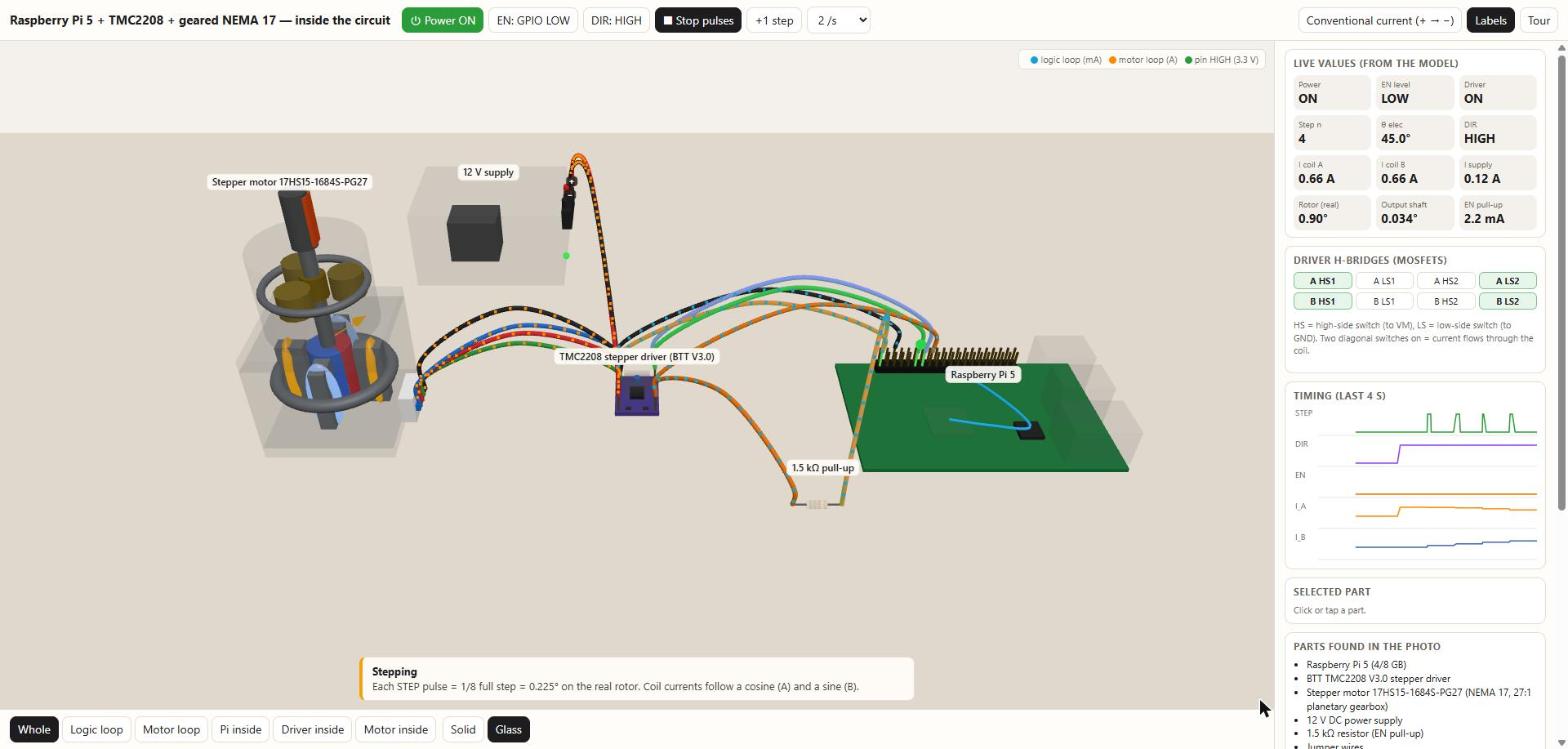 Raspberry Pi 5 + TMC2208 + geared NEMA 17 — inside the circuit
Power ON
EN: GPIO LOW
DIR: HIGH
Stop pulses
+1 step
2 /s
Conventional current (+ → −)
Labels
Tour
logic loop (mA)
motor loop (A)
pin HIGH (3.3 V)
Stepper motor 17HS15-1684S-PG27
12 V supply
TMC2208 stepper driver (BTT V3.0)
Raspberry Pi 5
1.5 kΩ pull-up
Stepping
Each STEP pulse = 1/8 full step = 0.225° on the real rotor. Coil currents follow a cosine (A) and a sine (B).
Whole
Logic loop
Motor loop
Pi inside
Driver inside
Motor inside
Solid
Glass
LIVE VALUES (FROM THE MODEL)
Power
ON
EN level
LOW
Driver
ON
Step n
4
θ elec
45.0°
DIR
HIGH
I coil A
0.66 A
I coil B
0.66 A
I supply
0.12 A
Rotor (real)
0.90°
Output shaft
0.034°
EN pull-up
2.2 mA
DRIVER H-BRIDGES (MOSFETS)
A HS1
A LS1
A HS2
A LS2
B HS1
B LS1
B HS2
B LS2
HS = high-side switch (to VM), LS = low-side switch (to
GND). Two diagonal switches on = current flows through the
coil.
TIMING (LAST 4 S)
STEP
DIR
EN
I_A
I_B
SELECTED PART
Click or tap a part.
PARTS FOUND IN THE PHOTO
Raspberry Pi 5 (4/8 GB)
BTT TMC2208 V3.0 stepper driver
Stepper motor 17HS15-1684S-PG27 (NEMA 17, 27:1
planetary gearbox)
12 V DC power supply
1.5 kΩ resistor (EN pull-up)
Jumper wires